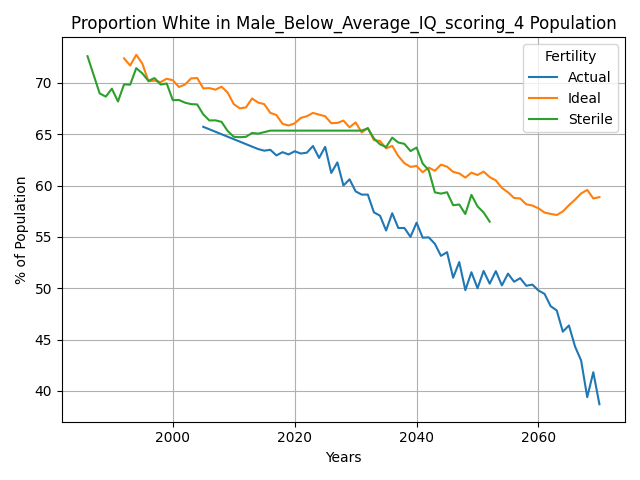 Proportion White in Male_Below_Average_IQ_scoring_4 Population
Fertility
Actual
Ideal
Sterile
% of Population
70
65
60
55
50
45
40
2000
2020
2040
2060
Years